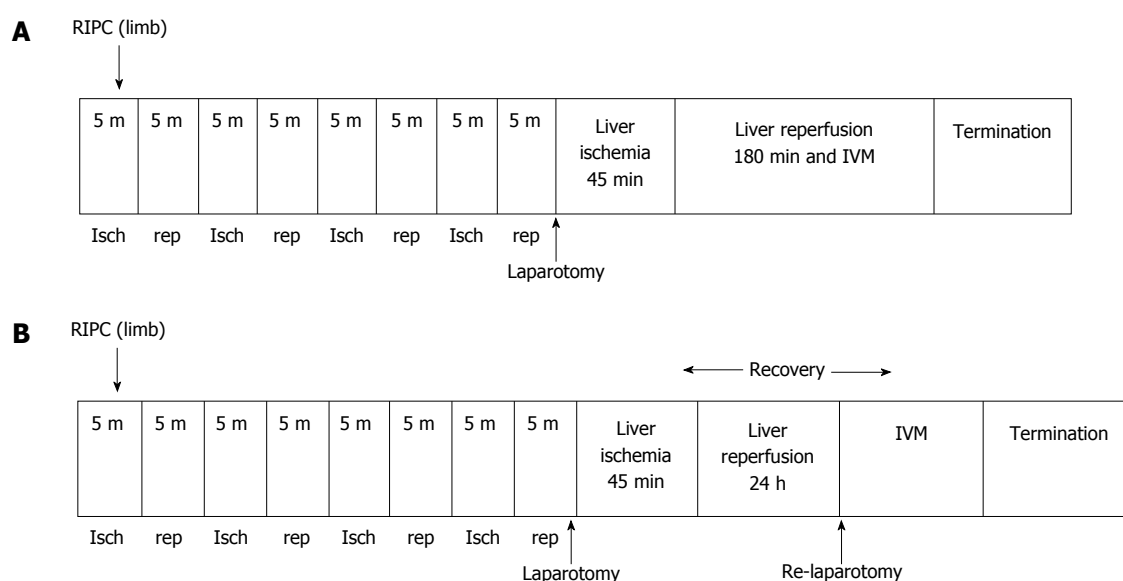 A
RIPC (limb)
5 m 5 m 5 m 5 m 5 m 5 m 5 m 5 m
Liver
ischemia
45 min
Liver reperfusion
180 min and IVM
Termination
Isch rep Isch rep Isch rep Isch rep
Laparotomy
B
RIPC (limb)
Recovery
5 m 5 m 5 m 5 m 5 m 5 m 5 m 5 m
Liver
ischemia
45 min
Liver
reperfusion
24 h
IVM
Termination
Isch rep Isch rep Isch rep Isch rep
Laparotomy
Re-laparotomy